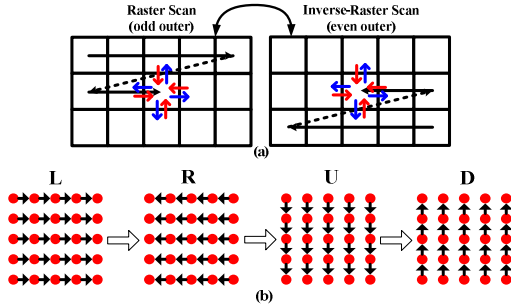 Raster Scan
(odd outer)
Inverse-Raster Scan
(even outer)
(a)
L
R
U
D
(b)